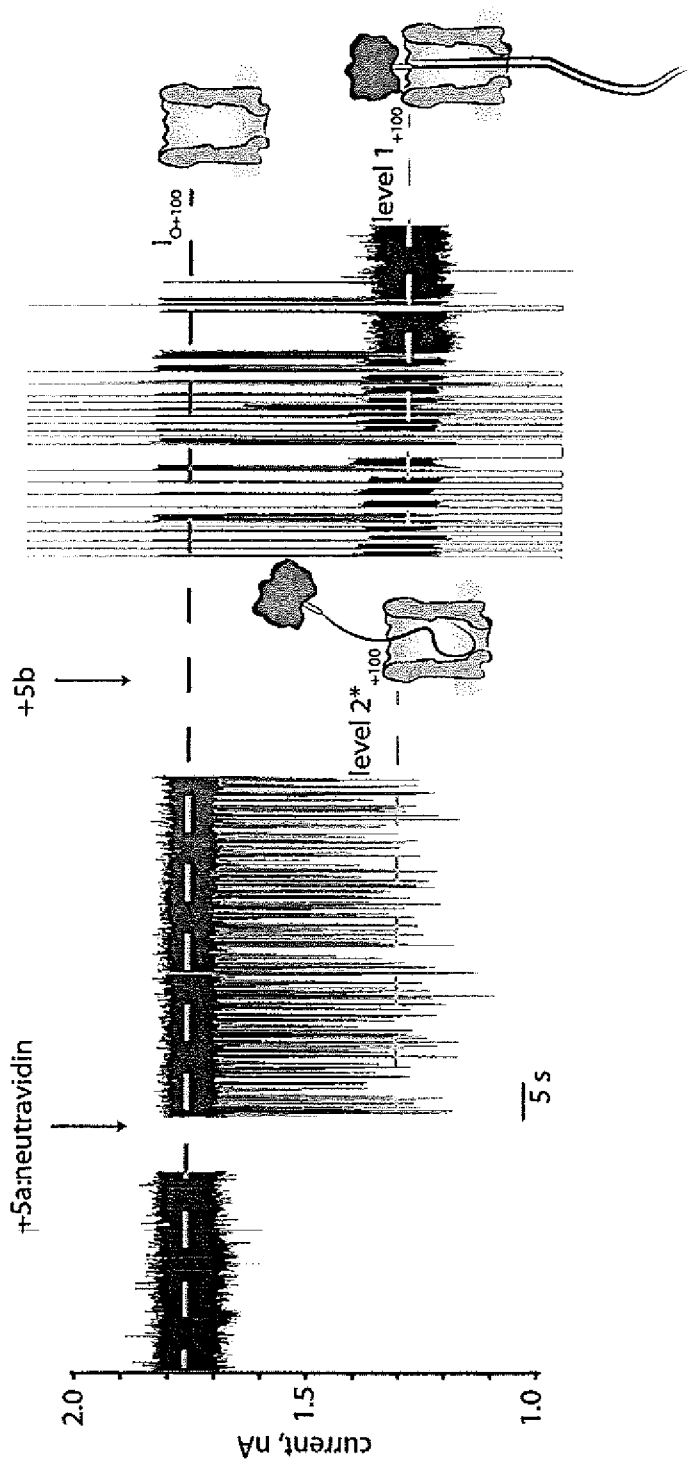 +5a:neutravidin
+5b
I O+100
level 1 +100
level 2* +100
current, nA
2.0
1.5
1.0
5 s